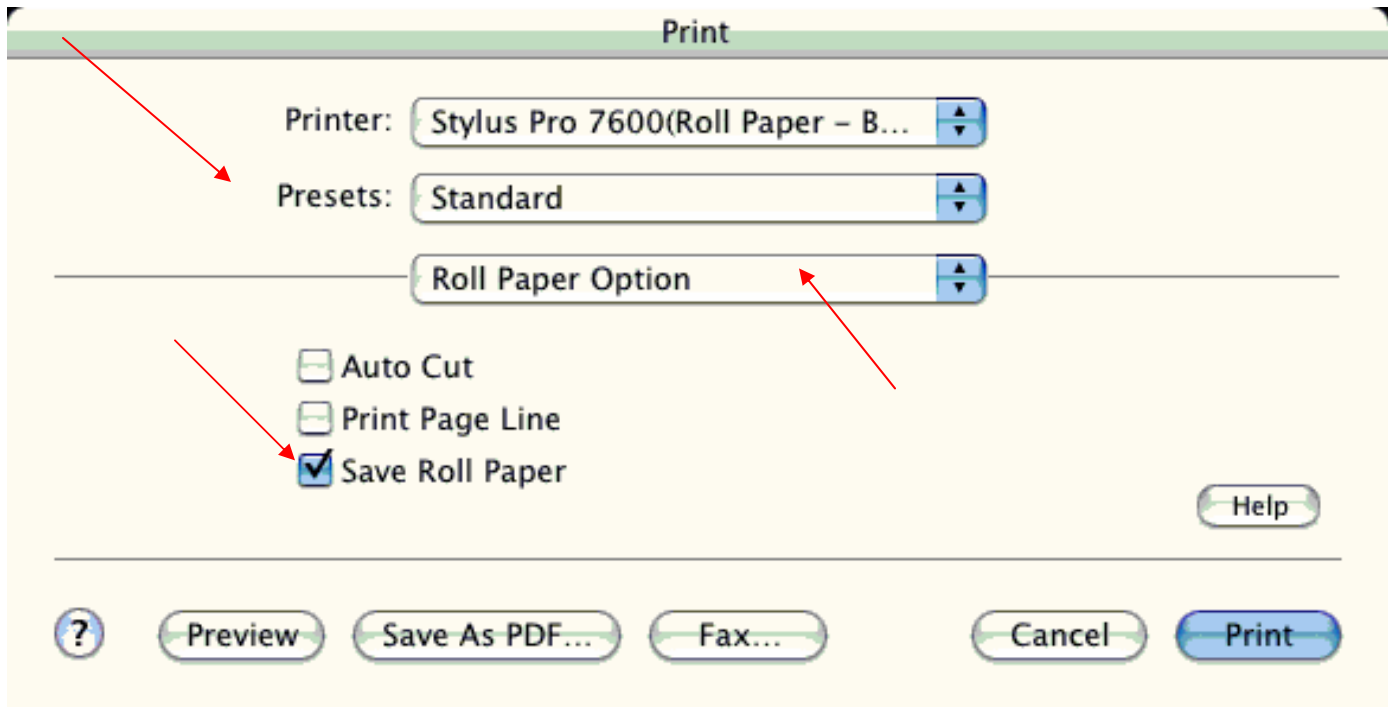 Print
Printer: Stylus Pro 7600(Roll Paper – B...
Presets: Standard
Roll Paper Option
Auto Cut
Print Page Line
Save Roll Paper
Help
? Preview Save As PDF... Fax... Cancel Print